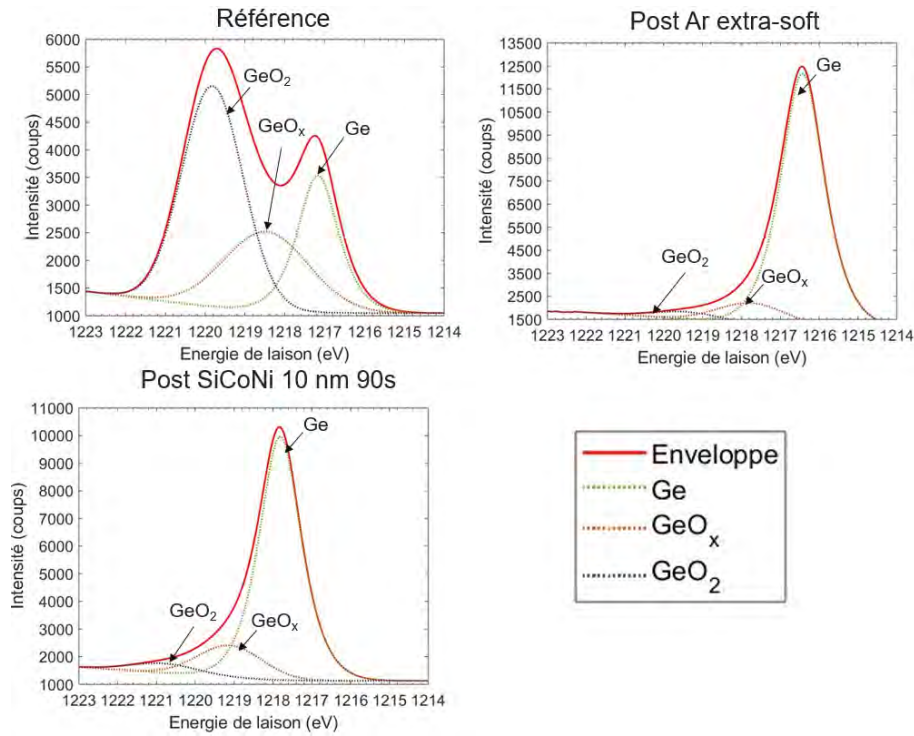 Référence
6000
5500
5000
4500
4000
3500
3000
2500
2000
1500
1000
Intensité (coups)
GeO2
GeOx
Ge
1223 1222 1221 1220 1219 1218 1217 1216 1215 1214
Energie de laison (eV)
Post Ar extra-soft
13500
12500
11500
10500
9500
8500
7500
6500
5500
4500
3500
2500
1500
Intensité (coups)
Ge
GeO2
GeOx
1223 1222 1221 1220 1219 1218 1217 1216 1215 1214
Energie de laison (eV)
Post SiCoNi 10 nm 90s
11000
10000
9000
8000
7000
6000
5000
4000
3000
2000
1000
Intensité (coups)
Ge
GeO2
GeOx
1223 1222 1221 1220 1219 1218 1217 1216 1215 1214
Energie de laison (eV)
Enveloppe
Ge
GeOx
GeO2